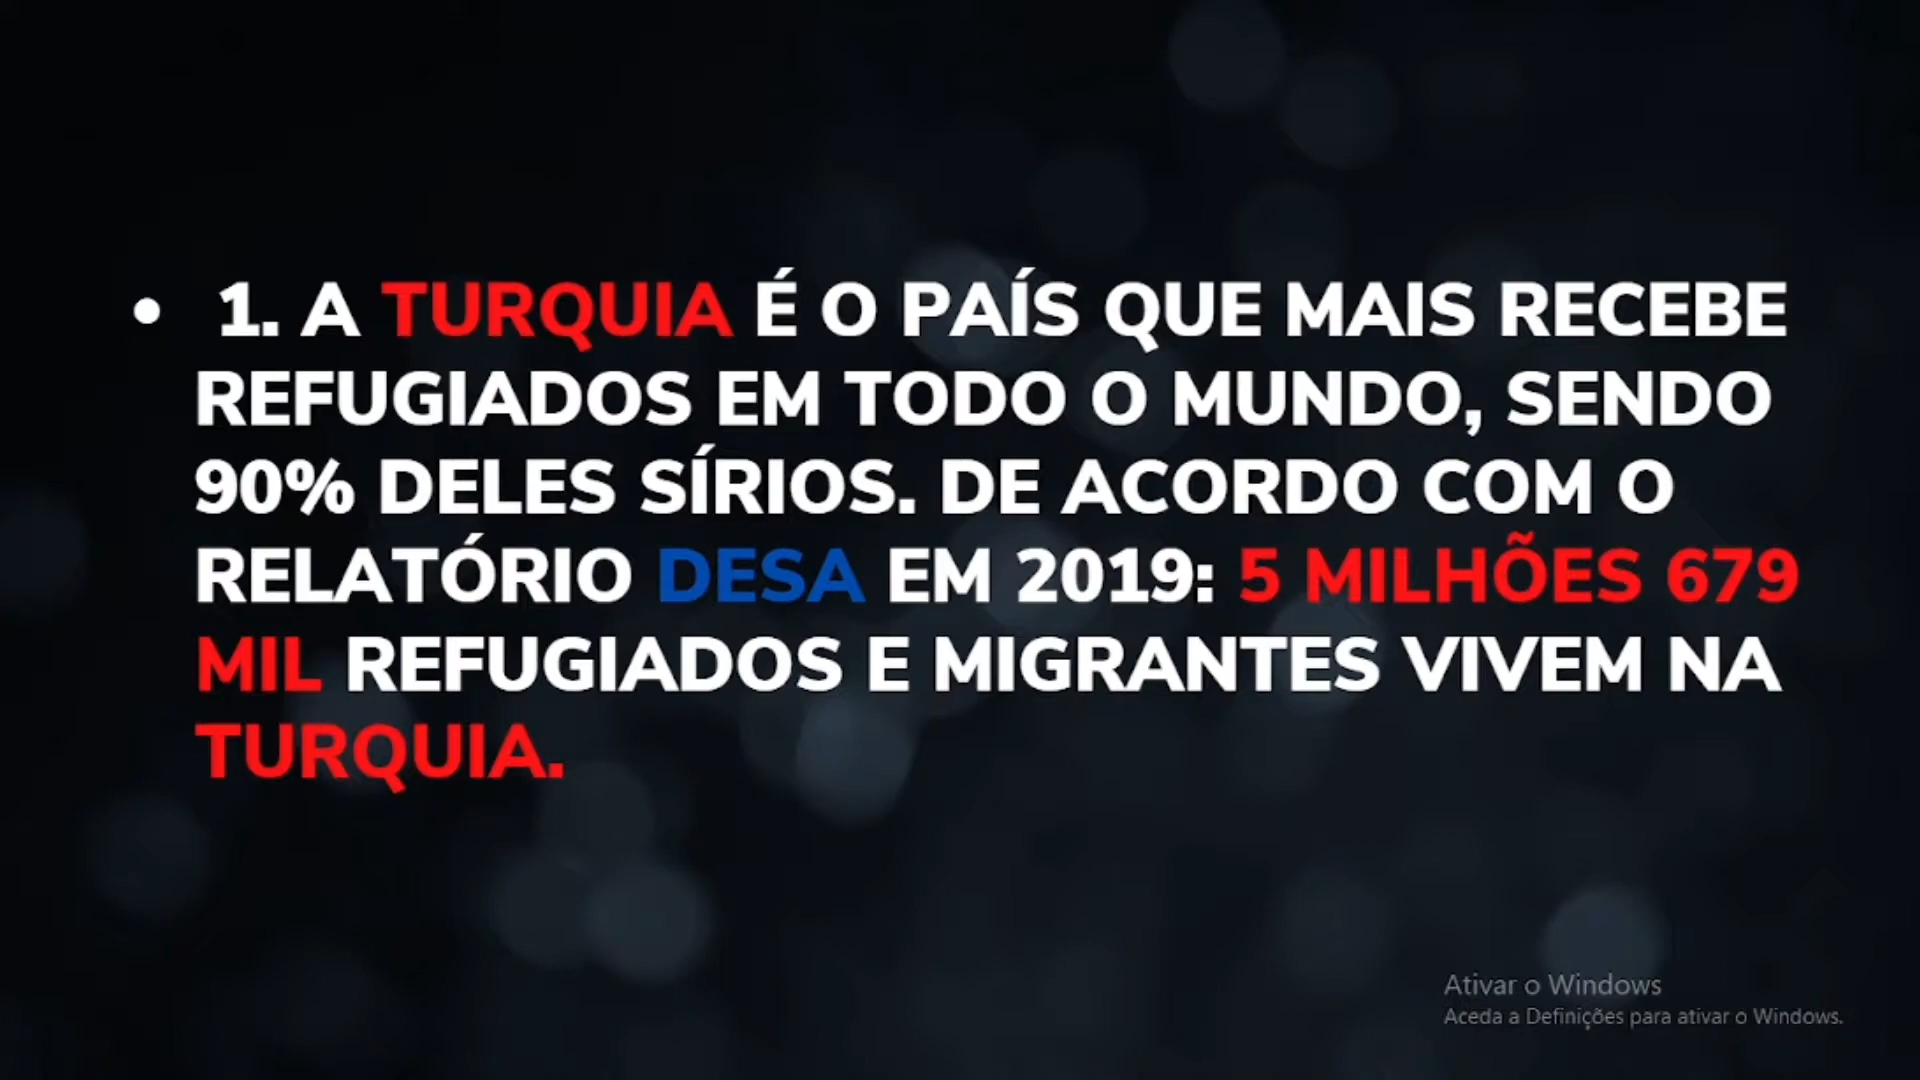 • 1. A TURQUIA É O PAÍS QUE MAIS RECEBE
REFUGIADOS EM TODO O MUNDO, SENDO
90% DELES SÍRIOS. DE ACORDO COM O
RELATÓRIO DESA EM 2019: 5 MILHÕES 679
MIL REFUGIADOS E MIGRANTES VIVEM NA
TURQUIA.
Ativar o Windows
Aceda a Definições para ativar o Windows.